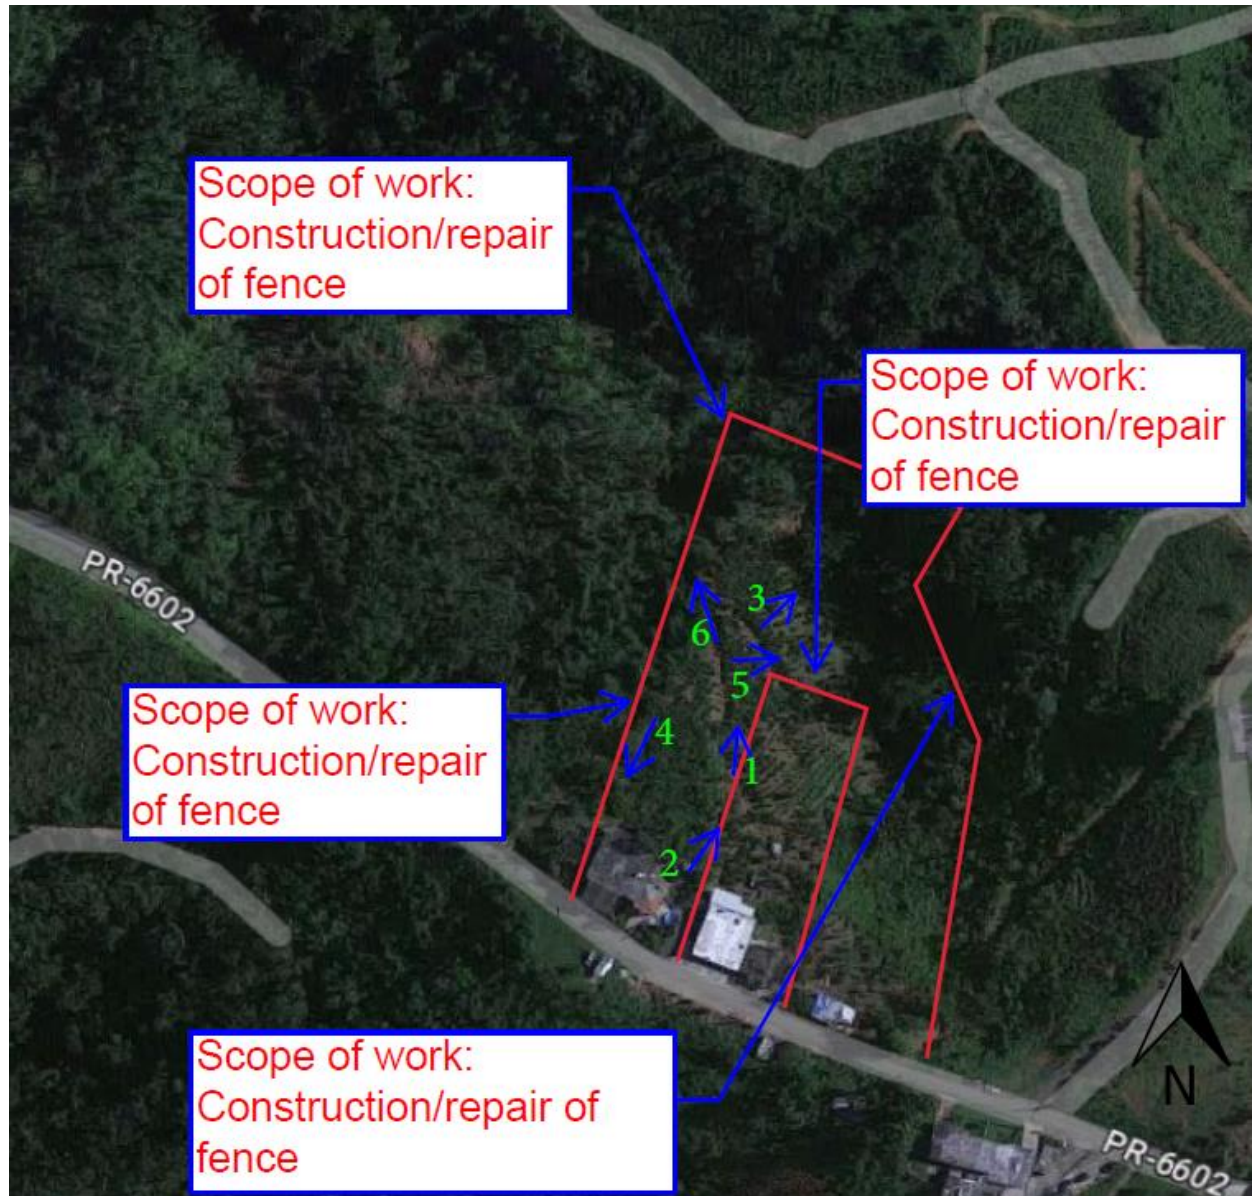 Scope of work:
Construction/repair
of fence
Scope of work:
Construction/repair
of fence
PR-6602
3
6
5
Scope of work:
Construction/repair
of fence
4
1
2
Scope of work:
Construction/repair of
fence
N
PR-6602